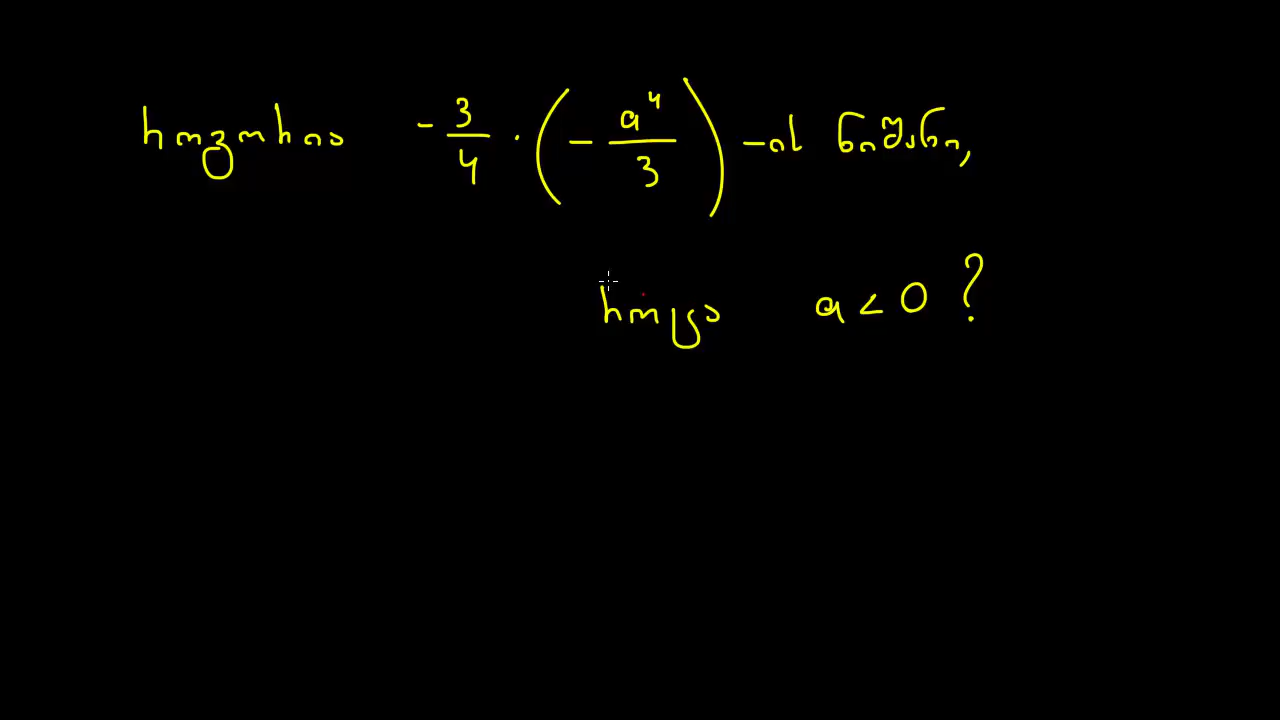 როგორია -3/4 · (- a⁴/3) -ის ნიშანი,
როცა a < 0 ?